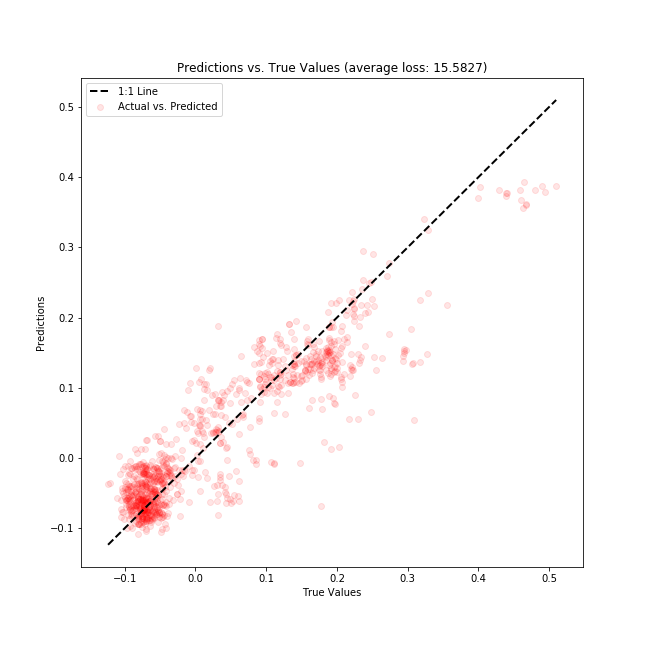 Predictions vs. True Values (average loss: 15.5827)
1:1 Line
Actual vs. Predicted
0.5
0.4
0.3
0.2
0.1
0.0
−0.1
Predictions
−0.1 0.0 0.1 0.2 0.3 0.4 0.5
True Values